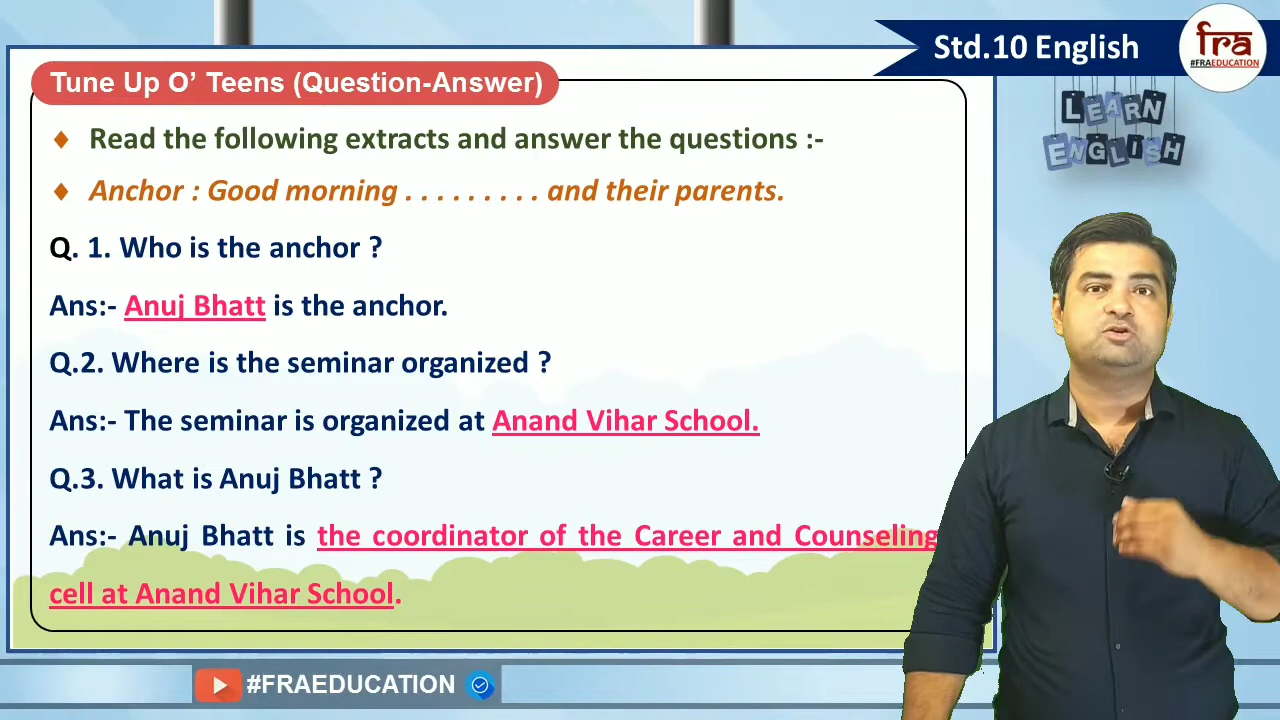 Std.10 English
fra
#FRAEDUCATION
Tune Up O’ Teens (Question-Answer)
LEARN
ENGLISH
♦ Read the following extracts and answer the questions :-
♦ Anchor : Good morning . . . . . . . . . and their parents.
Q. 1. Who is the anchor ?
Ans:- Anuj Bhatt is the anchor.
Q.2. Where is the seminar organized ?
Ans:- The seminar is organized at Anand Vihar School.
Q.3. What is Anuj Bhatt ?
Ans:- Anuj Bhatt is the coordinator of the Career and Counseling
cell at Anand Vihar School.
#FRAEDUCATION